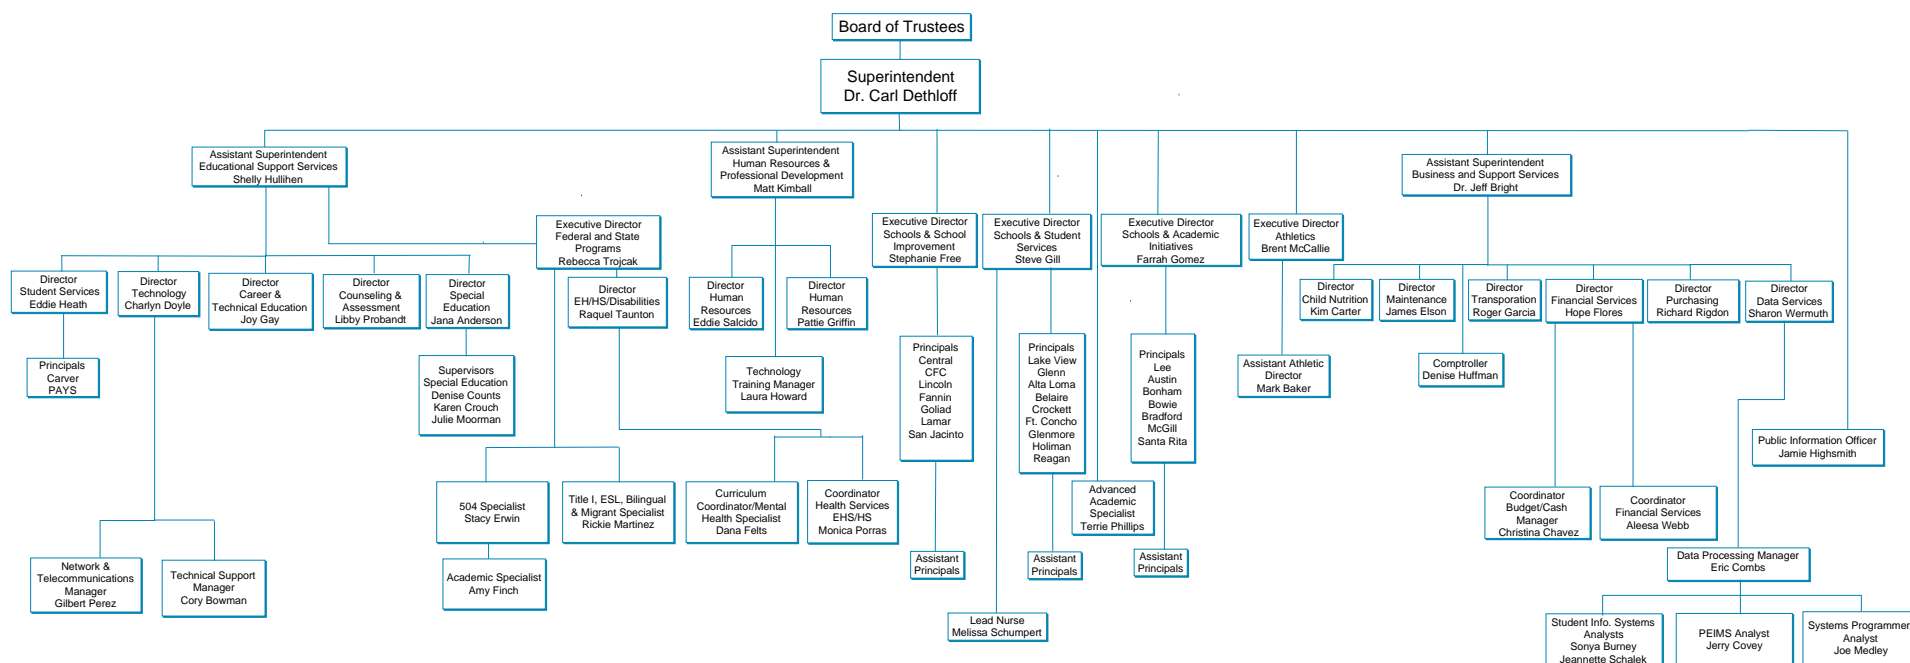 Board of Trustees
Superintendent
Dr. Carl Dethloff
Assistant Superintendent
Educational Support Services
Shelly Hullihen
Assistant Superintendent
Human Resources &
Professional Development
Matt Kimball
Assistant Superintendent
Business and Support Services
Dr. Jeff Bright
Executive Director
Federal and State
Programs
Rebecca Trojcak
Executive Director
Schools & School
Improvement
Stephanie Free
Executive Director
Schools & Student
Services
Steve Gill
Executive Director
Schools & Academic
Initiatives
Farrah Gomez
Executive Director
Athletics
Brent McCallie
Director
Student Services
Eddie Heath
Director
Technology
Charlyn Doyle
Director
Career &
Technical Education
Joy Gay
Director
Counseling &
Assessment
Libby Probandt
Director
Special
Education
Jana Anderson
Director
EH/HS/Disabilities
Raquel Taunton
Director
Human
Resources
Eddie Salcido
Director
Human
Resources
Pattie Griffin
Director
Child Nutrition
Kim Carter
Director
Maintenance
James Elson
Director
Transporation
Roger Garcia
Director
Financial Services
Hope Flores
Director
Purchasing
Richard Rigdon
Director
Data Services
Sharon Wermuth
Principals
Carver
PAYS
Supervisors
Special Education
Denise Counts
Karen Crouch
Julie Moorman
Technology
Training Manager
Laura Howard
Principals
Central
CFC
Lincoln
Fannin
Goliad
Lamar
San Jacinto
Principals
Lake View
Glenn
Alta Loma
Belaire
Crockett
Ft. Concho
Glenmore
Holiman
Reagan
Principals
Lee
Austin
Bonham
Bowie
Bradford
McGill
Santa Rita
Assistant Athletic
Director
Mark Baker
Comptroller
Denise Huffman
Public Information Officer
Jamie Highsmith
504 Specialist
Stacy Erwin
Title I, ESL, Bilingual
& Migrant Specialist
Rickie Martinez
Curriculum
Coordinator/Mental
Health Specialist
Dana Felts
Coordinator
Health Services
EHS/HS
Monica Porras
Advanced
Academic
Specialist
Terrie Phillips
Coordinator
Budget/Cash
Manager
Christina Chavez
Coordinator
Financial Services
Aleesa Webb
Network &
Telecommunications
Manager
Gilbert Perez
Technical Support
Manager
Cory Bowman
Academic Specialist
Amy Finch
Assistant
Principals
Assistant
Principals
Assistant
Principals
Data Processing Manager
Eric Combs
Lead Nurse
Melissa Schumpert
Student Info. Systems
Analysts
Sonya Burney
Jeannette Schalek
PEIMS Analyst
Jerry Covey
Systems Programmer
Analyst
Joe Medley